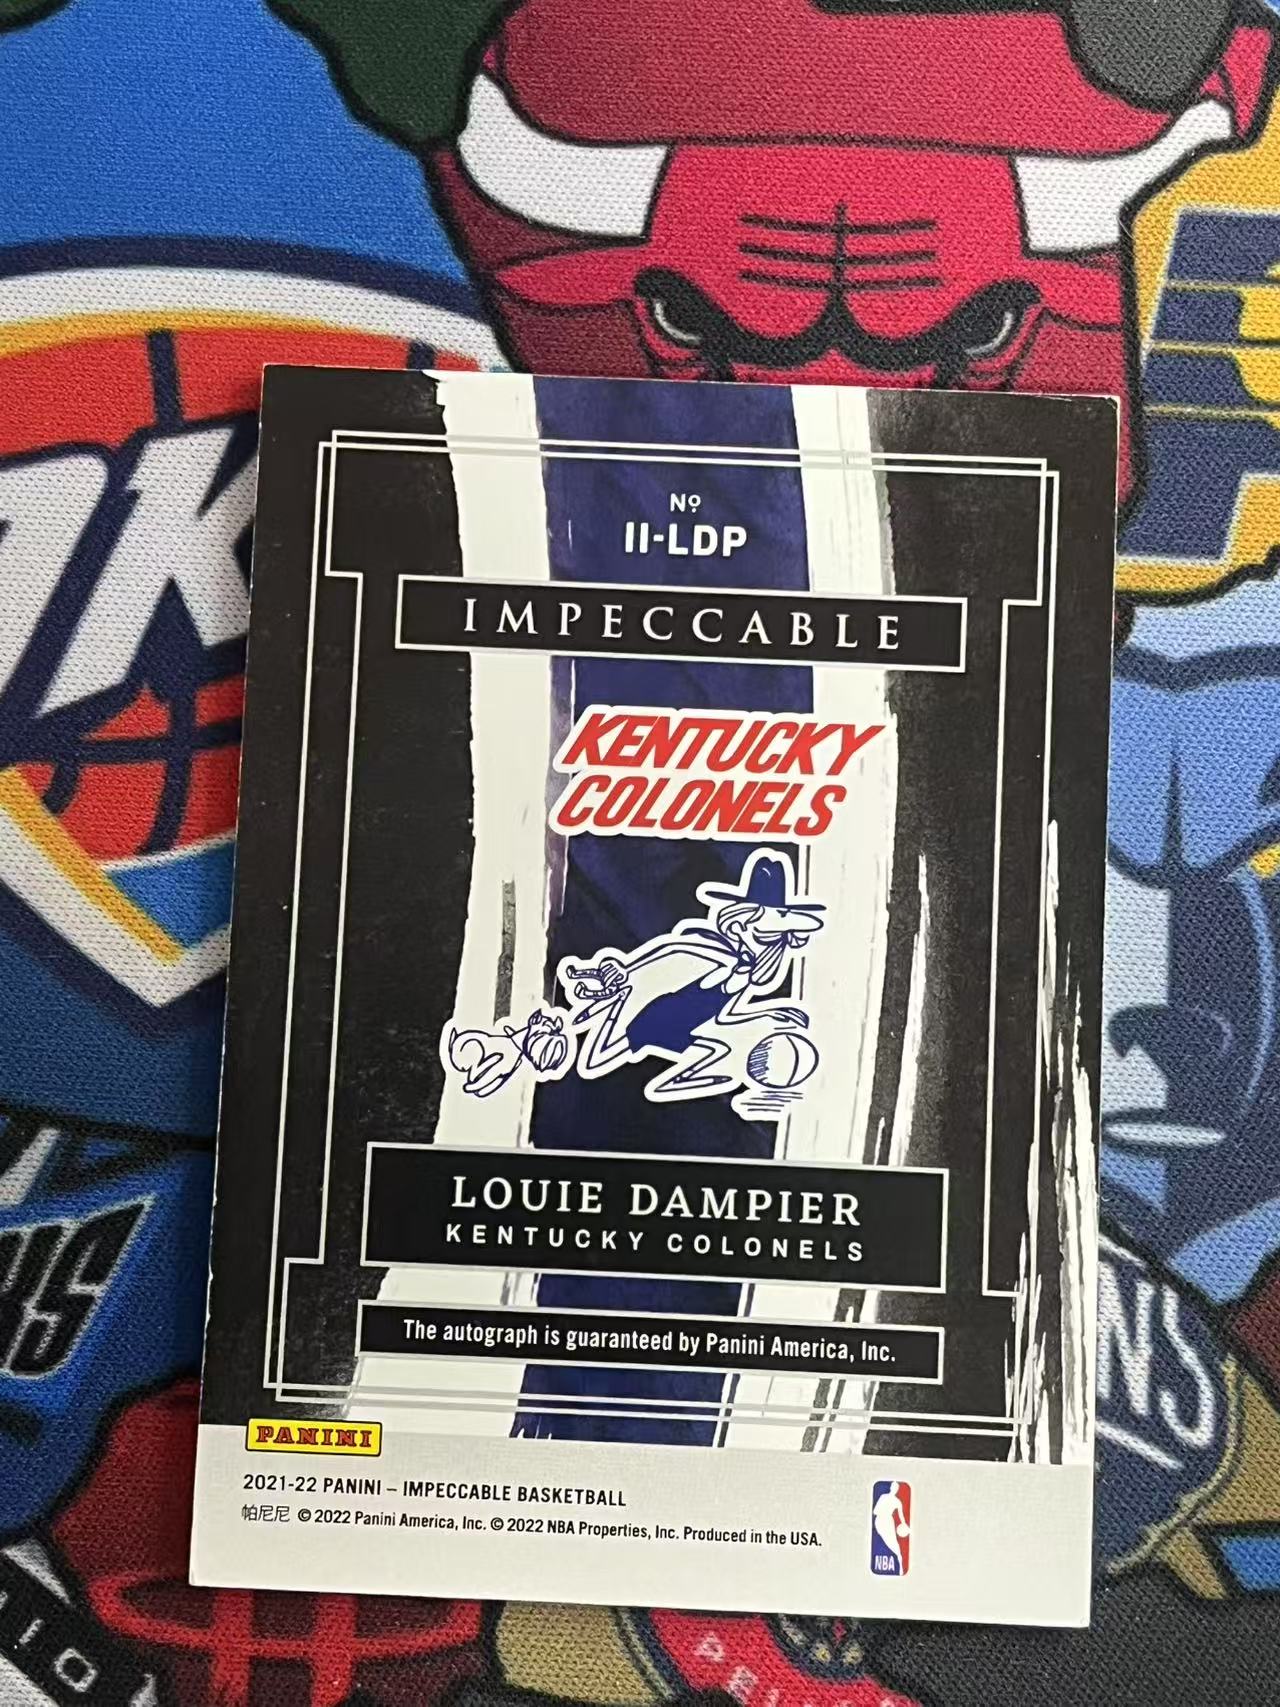 Nº
II-LDP
IMPECCABLE
KENTUCKY
COLONELS
LOUIE DAMPIER
KENTUCKY COLONELS
The autograph is guaranteed by Panini America, Inc.
PANINI
2021-22 PANINI – IMPECCABLE BASKETBALL
帕尼尼 © 2022 Panini America, Inc. © 2022 NBA Properties, Inc. Produced in the USA.
NBA